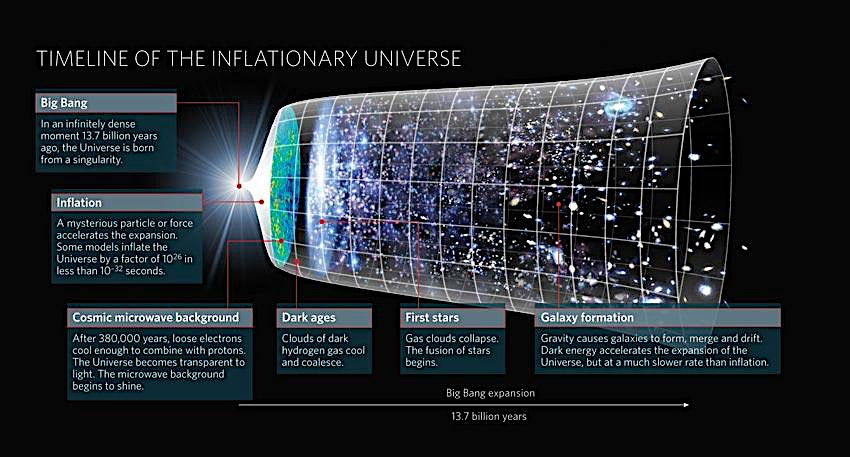 TIMELINE OF THE INFLATIONARY UNIVERSE
Big Bang
In an infinitely dense
moment 13.7 billion years
ago, the Universe is born
from a singularity.
Inflation
A mysterious particle or force
accelerates the expansion.
Some models inflate the
Universe by a factor of 10²⁶ in
less than 10⁻³² seconds.
Cosmic microwave background
After 380,000 years, loose electrons
cool enough to combine with protons.
The Universe becomes transparent to
light. The microwave background
begins to shine.
Dark ages
Clouds of dark
hydrogen gas cool
and coalesce.
First stars
Gas clouds collapse.
The fusion of stars
begins.
Galaxy formation
Gravity causes galaxies to form, merge and drift.
Dark energy accelerates the expansion of the
Universe, but at a much slower rate than inflation.
Big Bang expansion
13.7 billion years